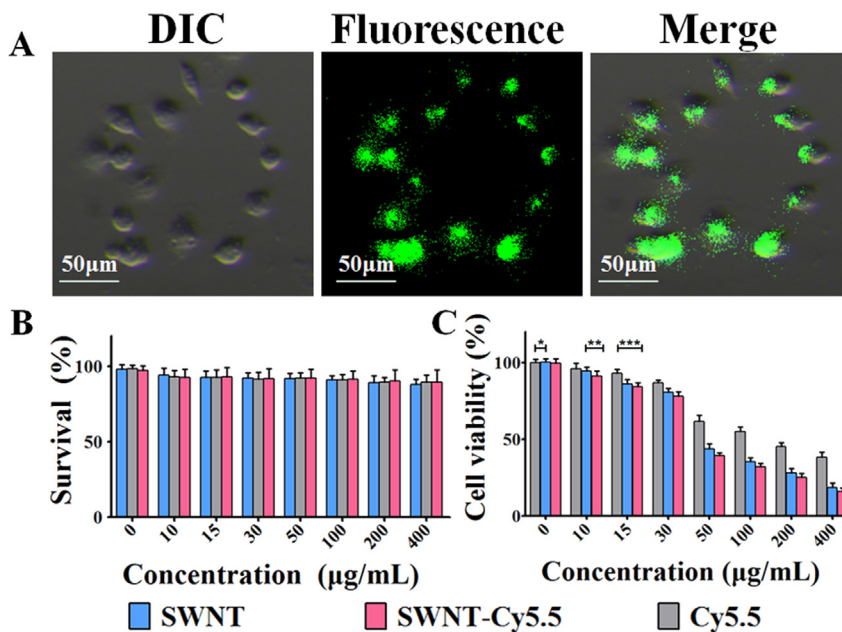 DIC Fluorescence Merge
A
50μm 50μm 50μm
B
Survival (%)
100
50
0
0 10 15 30 50 100 200 400
Concentration (μg/mL)
C
Cell viability (%)
* ** ***
100
50
0
0 10 15 30 50 100 200 400
Concentration (μg/mL)
SWNT SWNT-Cy5.5 Cy5.5